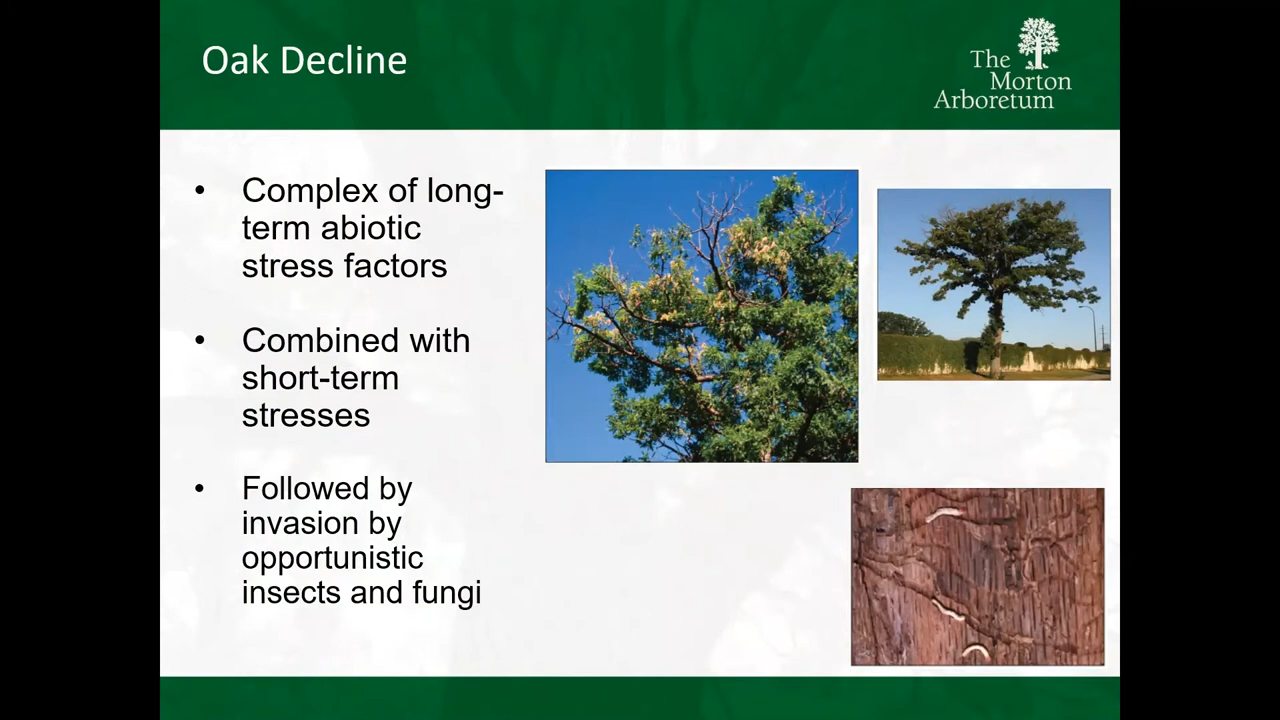 Oak Decline
The
Morton
Arboretum
• Complex of long-
term abiotic
stress factors
• Combined with
short-term
stresses
• Followed by
invasion by
opportunistic
insects and fungi